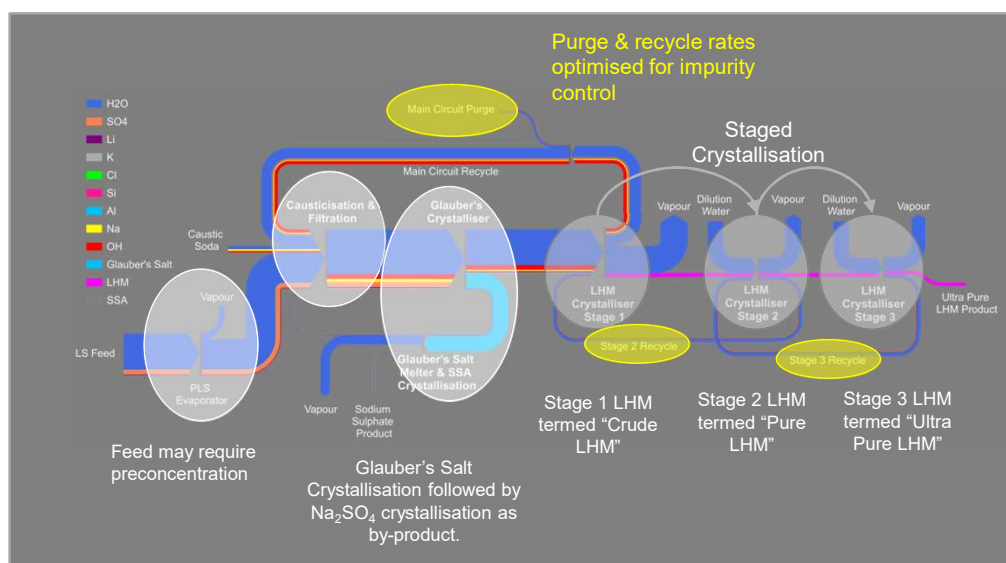 Purge & recycle rates
optimised for impurity
control
H2O
SO4
Li
K
Cl
Si
Al
Na
OH
Glauber's Salt
LHM
SSA
Main Circuit Purge
Main Circuit Recycle
Staged
Crystallisation
Causticisation &
Filtration
Glauber's
Crystalliser
Caustic
Soda
Vapour
Dilution
Water
Vapour
Dilution
Water
Vapour
LHM
Crystalliser
Stage 1
LHM
Crystalliser
Stage 2
LHM
Crystalliser
Stage 3
Ultra Pure
LHM Product
Vapour
LS Feed
PLS
Evaporator
Glauber's Salt
Melter & SSA
Crystallisation
Stage 2 Recycle
Stage 3 Recycle
Vapour
Sodium
Sulphate
Product
Feed may require
preconcentration
Glauber's Salt
Crystallisation followed by
Na₂SO₄ crystallisation as
by-product.
Stage 1 LHM
termed “Crude
LHM”
Stage 2 LHM
termed “Pure
LHM”
Stage 3 LHM
termed “Ultra
Pure LHM”